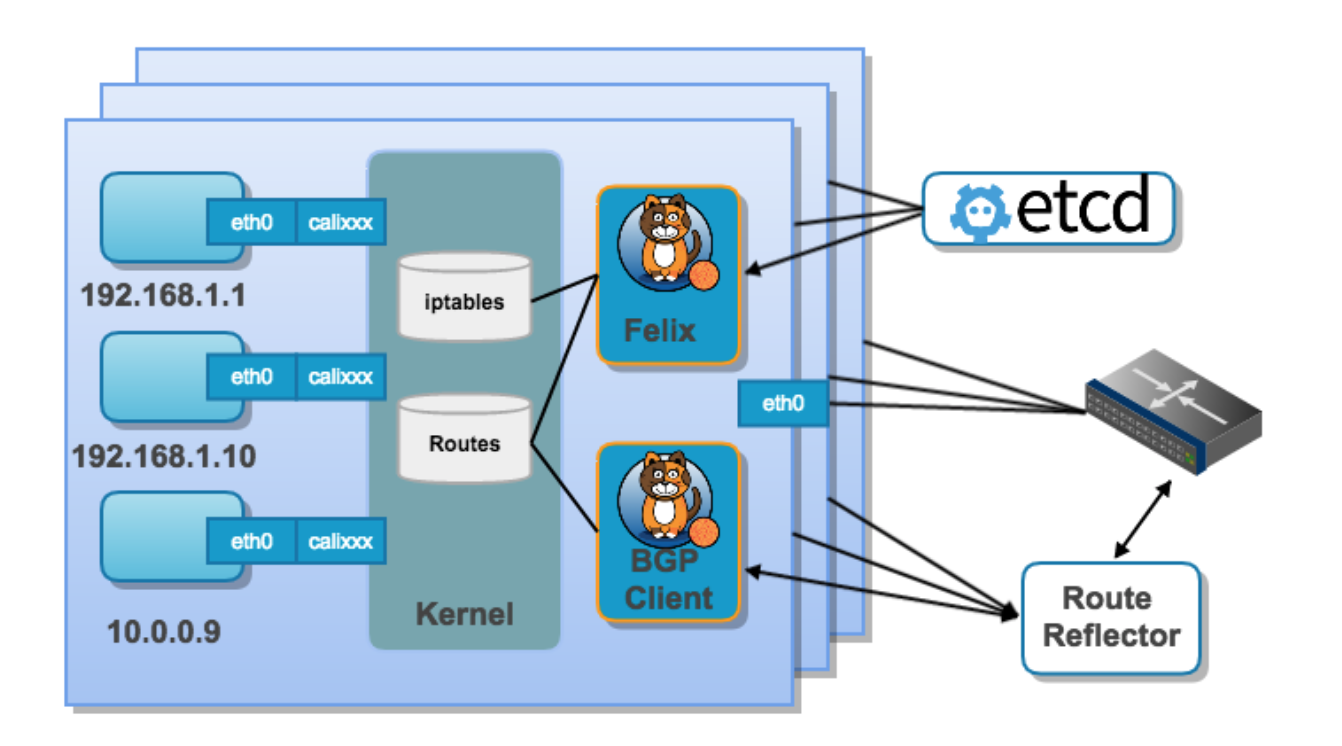 eth0
calixxx
192.168.1.1
eth0
calixxx
192.168.1.10
eth0
calixxx
10.0.0.9
iptables
Routes
Kernel
Felix
eth0
BGP
Client
etcd
Route
Reflector